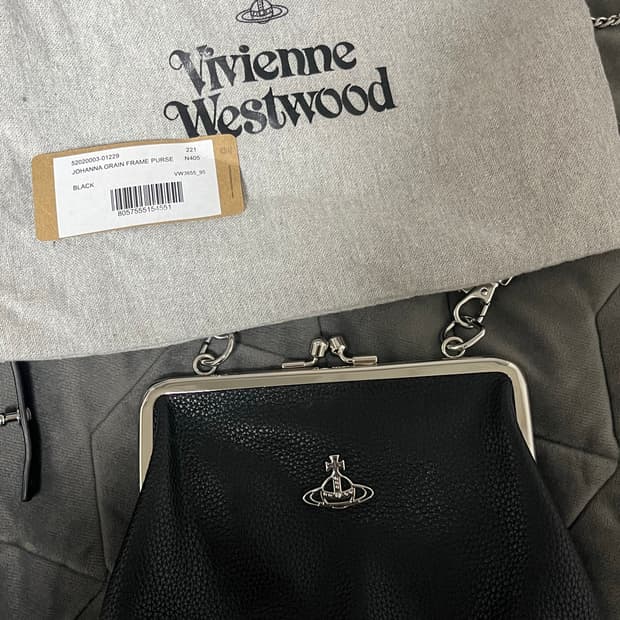 Vivienne
Westwood
52020003-01229 221
JOHANNA GRAIN FRAME PURSE N405
BLACK VW3655_95
8057555154551